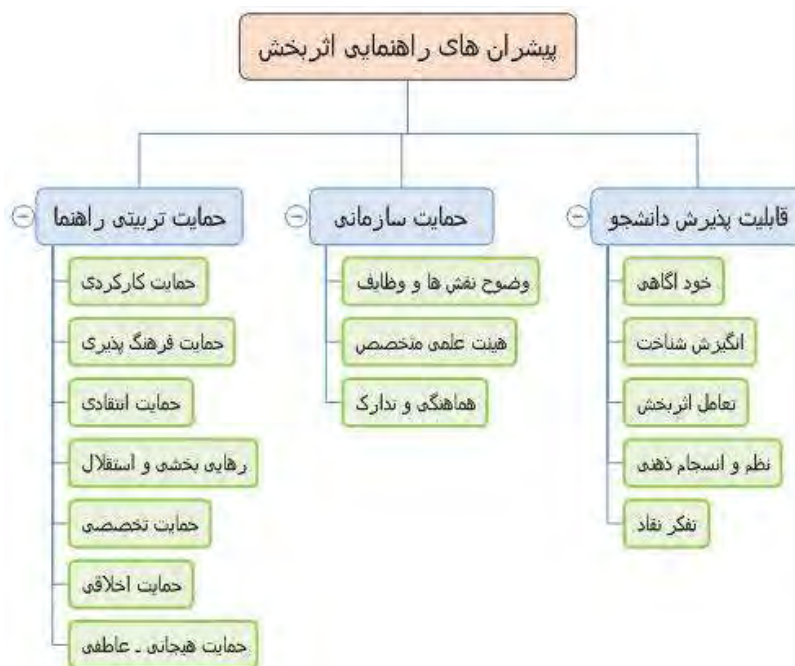 پیشران های راهنمایی اثربخش
قابلیت پذیرش دانشجو
خود اگاهی
انگیزش شناخت
تعامل اثربخش
نظم و انسجام ذهنی
تفکر نقاد
حمایت سازمانی
وضوح نقش ها و وظایف
هیئت علمی متخصص
هماهنگی و تدارک
حمایت تربیتی راهنما
حمایت کارکردی
حمایت فرهنگ پذیری
حمایت انتقادی
رهایی بخشی و استقلال
حمایت تخصصی
حمایت اخلاقی
حمایت هیجانی ـ عاطفی